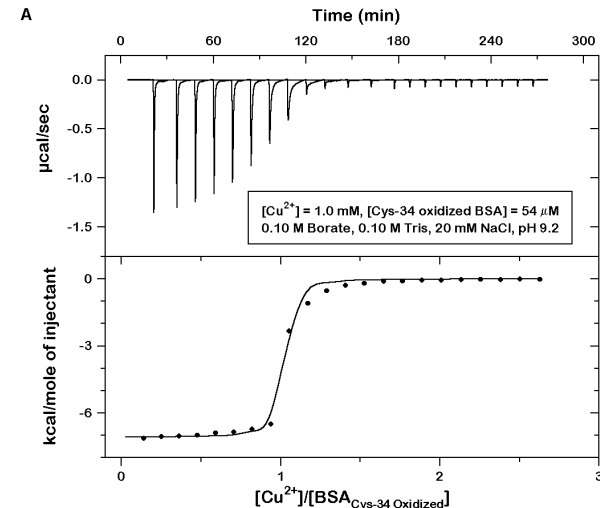 A
Time (min)
0 60 120 180 240 300
0.0
-0.5
-1.0
-1.5
µcal/sec
[Cu2+] = 1.0 mM, [Cys-34 oxidized BSA] = 54 µM
0.10 M Borate, 0.10 M Tris, 20 mM NaCl, pH 9.2
0
-3
-6
kcal/mole of injectant
0 1 2 3
[Cu2+]/[BSACys-34 Oxidized]